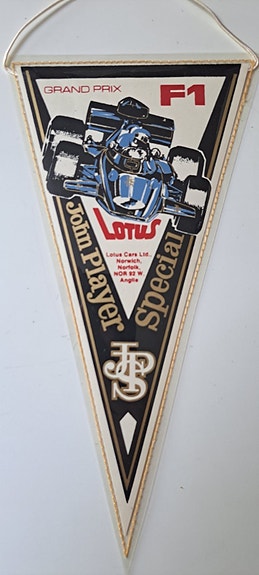 GRAND PRIX
F1
LOTUS
Lotus Cars Ltd.,
Norwich,
Norfolk,
NOR 92 W.
Anglia
John Player
Special
JPS